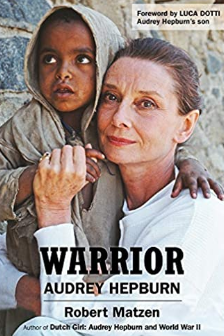 Foreword by LUCA DOTTI
Audrey Hepburn's son
WARRIOR
AUDREY HEPBURN
Robert Matzen
Author of Dutch Girl: Audrey Hepburn and World War II